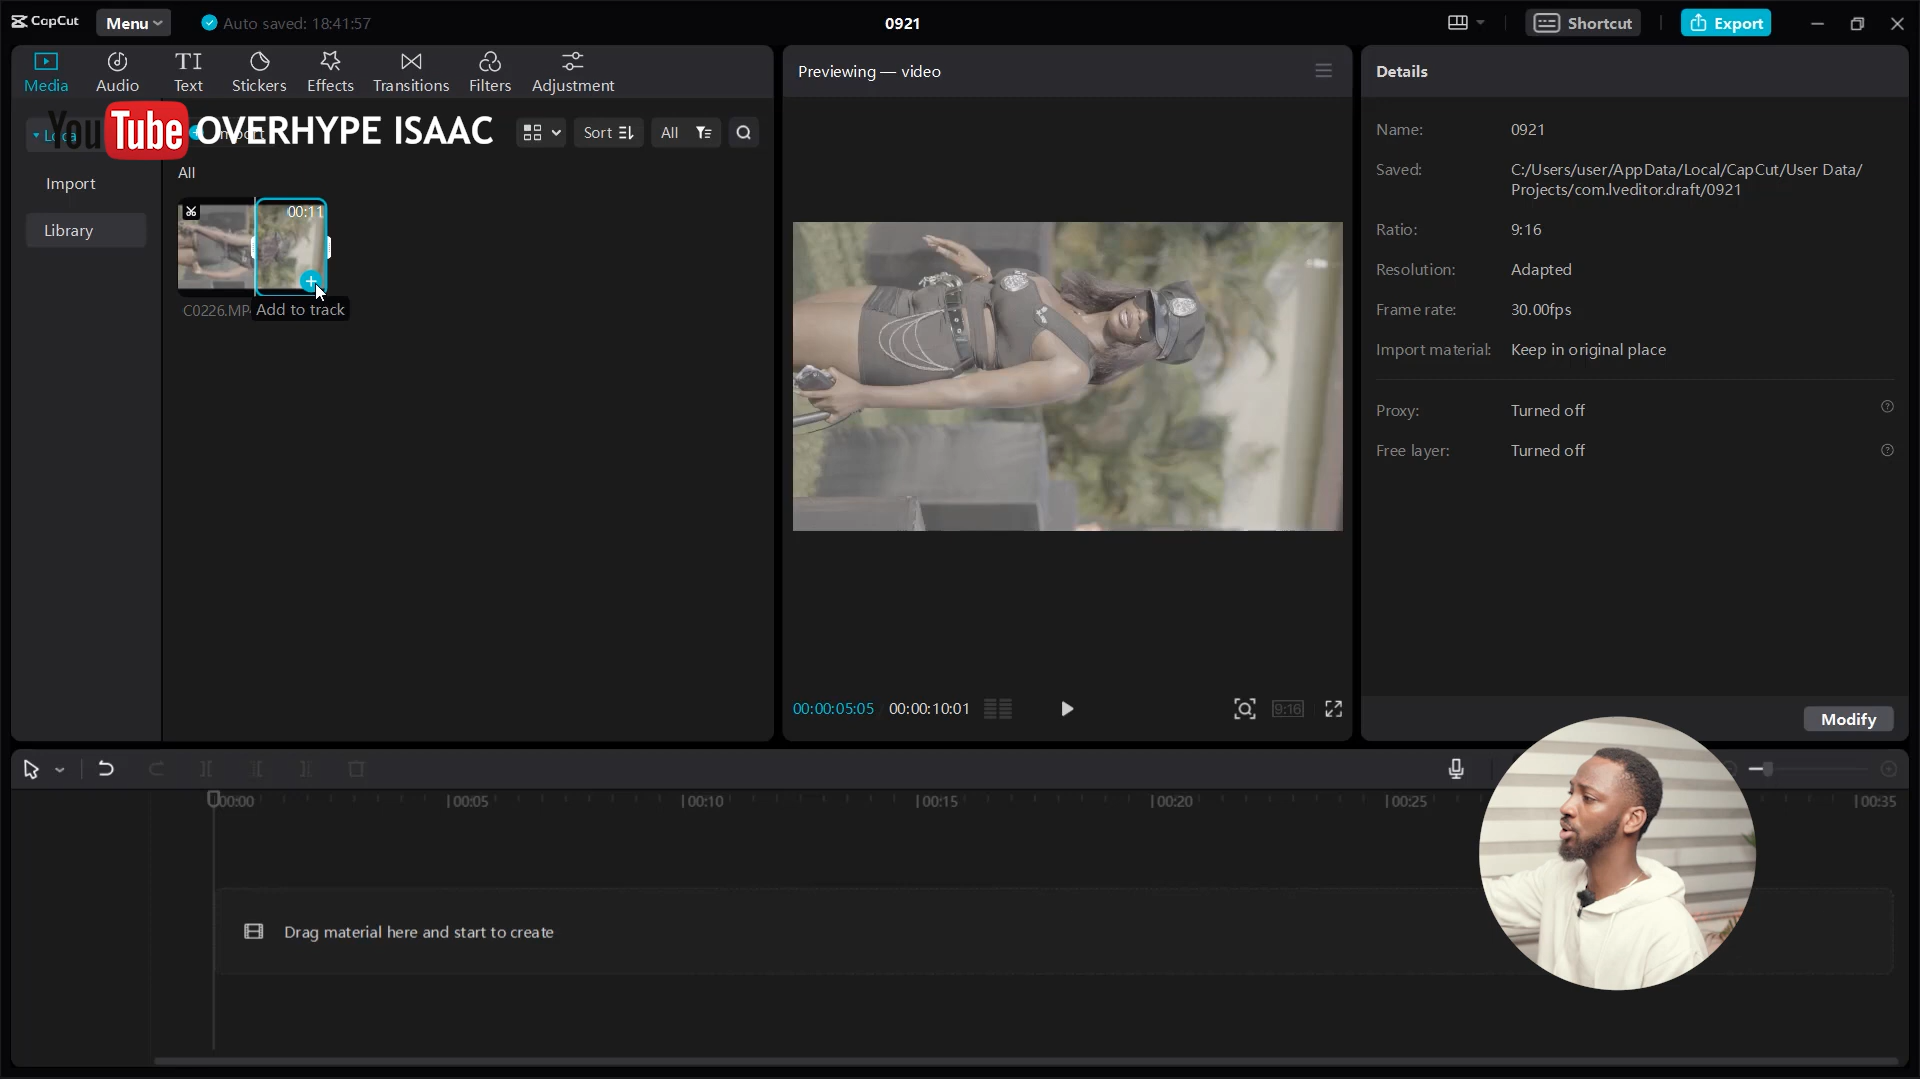 CapCut
Menu
Auto saved: 18:41:57
0921
Shortcut
Export
Media
Audio
Text
Stickers
Effects
Transitions
Filters
Adjustment
YouTube OVERHYPE ISAAC
Sort
All
Import
Library
All
00:11
C0226.MP
Add to track
Previewing — video
00:00:05:05
00:00:10:01
9:16
Details
Name: 0921
Saved: C:/Users/user/AppData/Local/CapCut/User Data/
Projects/com.lveditor.draft/0921
Ratio: 9:16
Resolution: Adapted
Frame rate: 30.00fps
Import material: Keep in original place
Proxy: Turned off
Free layer: Turned off
Modify
00:00
00:05
00:10
00:15
00:20
00:25
00:35
Drag material here and start to create